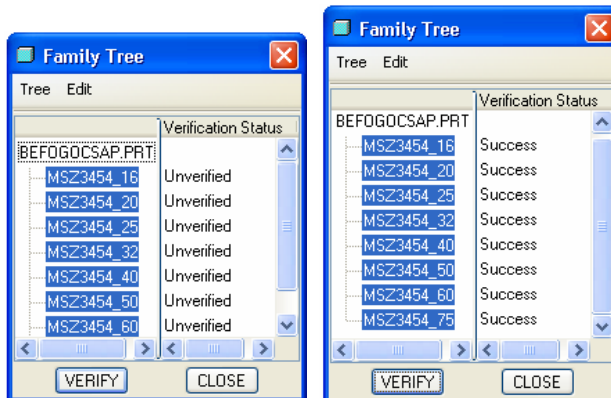 Family Tree
Tree Edit
Verification Status
BEFOGOCSAP.PRT
MSZ3454_16 Unverified
MSZ3454_20 Unverified
MSZ3454_25 Unverified
MSZ3454_32 Unverified
MSZ3454_40 Unverified
MSZ3454_50 Unverified
MSZ3454_60 Unverified
VERIFY CLOSE
Family Tree
Tree Edit
Verification Status
BEFOGOCSAP.PRT
MSZ3454_16 Success
MSZ3454_20 Success
MSZ3454_25 Success
MSZ3454_32 Success
MSZ3454_40 Success
MSZ3454_50 Success
MSZ3454_60 Success
MSZ3454_75 Success
VERIFY CLOSE